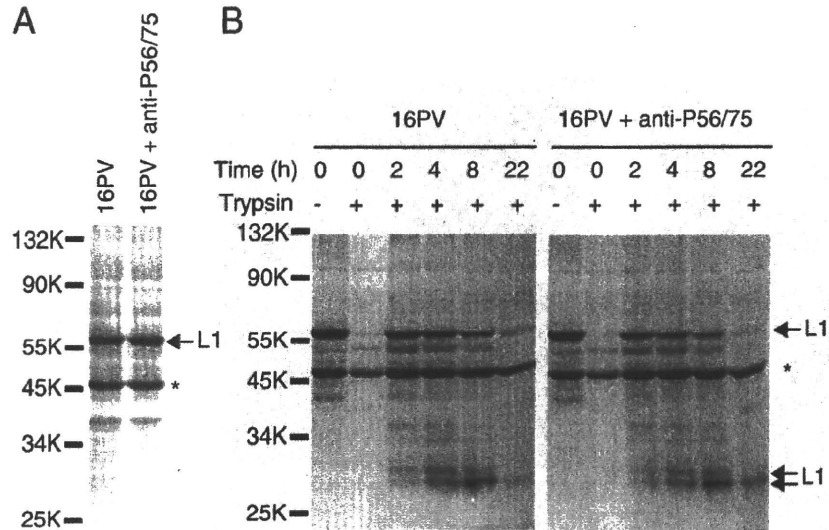 A
B
16PV
16PV + anti-P56/75
16PV
16PV + anti-P56/75
Time (h) 0 0 2 4 8 22 0 0 2 4 8 22
Trypsin - + + + + + - + + + + +
132K
90K
55K
45K
34K
25K
L1
*
132K
90K
55K
45K
34K
25K
L1
*
L1